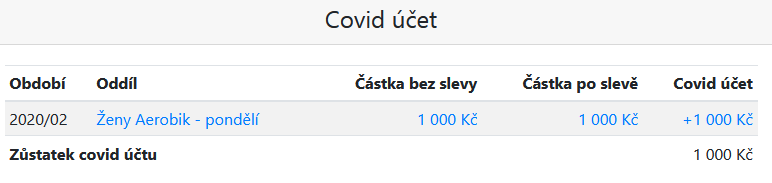 Covid účet
Období Oddíl Částka bez slevy Částka po slevě Covid účet
2020/02 Ženy Aerobik - pondělí 1 000 Kč 1 000 Kč +1 000 Kč
Zůstatek covid účtu 1 000 Kč